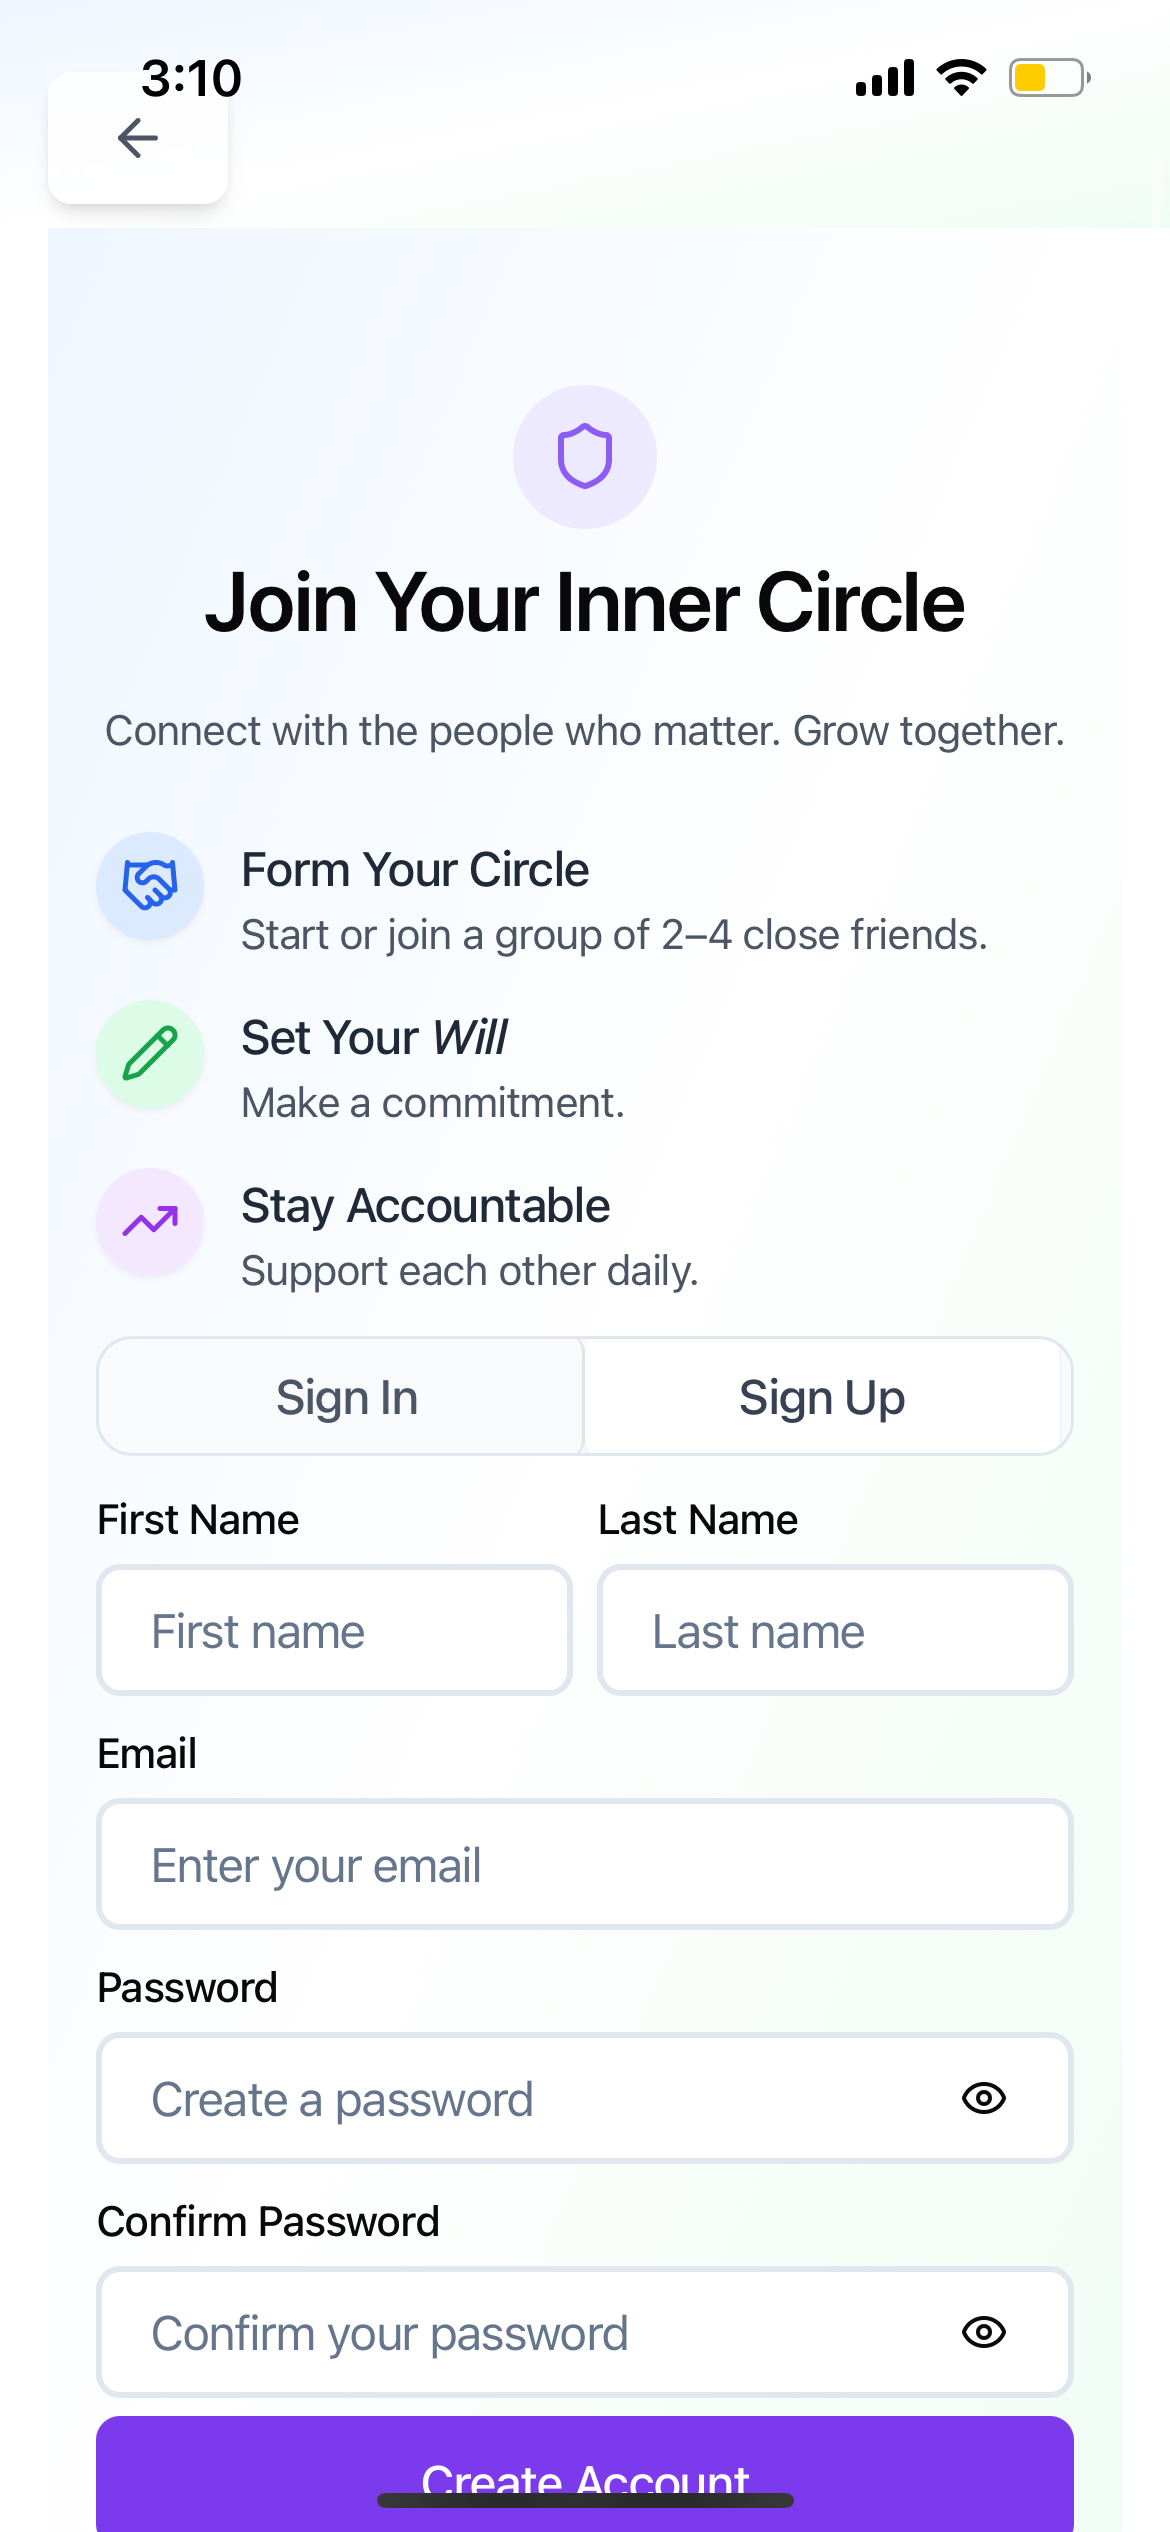 3:10
Join Your Inner Circle
Connect with the people who matter. Grow together.
Form Your Circle
Start or join a group of 2–4 close friends.
Set Your Will
Make a commitment.
Stay Accountable
Support each other daily.
Sign In
Sign Up
First Name
Last Name
First name
Last name
Email
Enter your email
Password
Create a password
Confirm Password
Confirm your password
Create Account